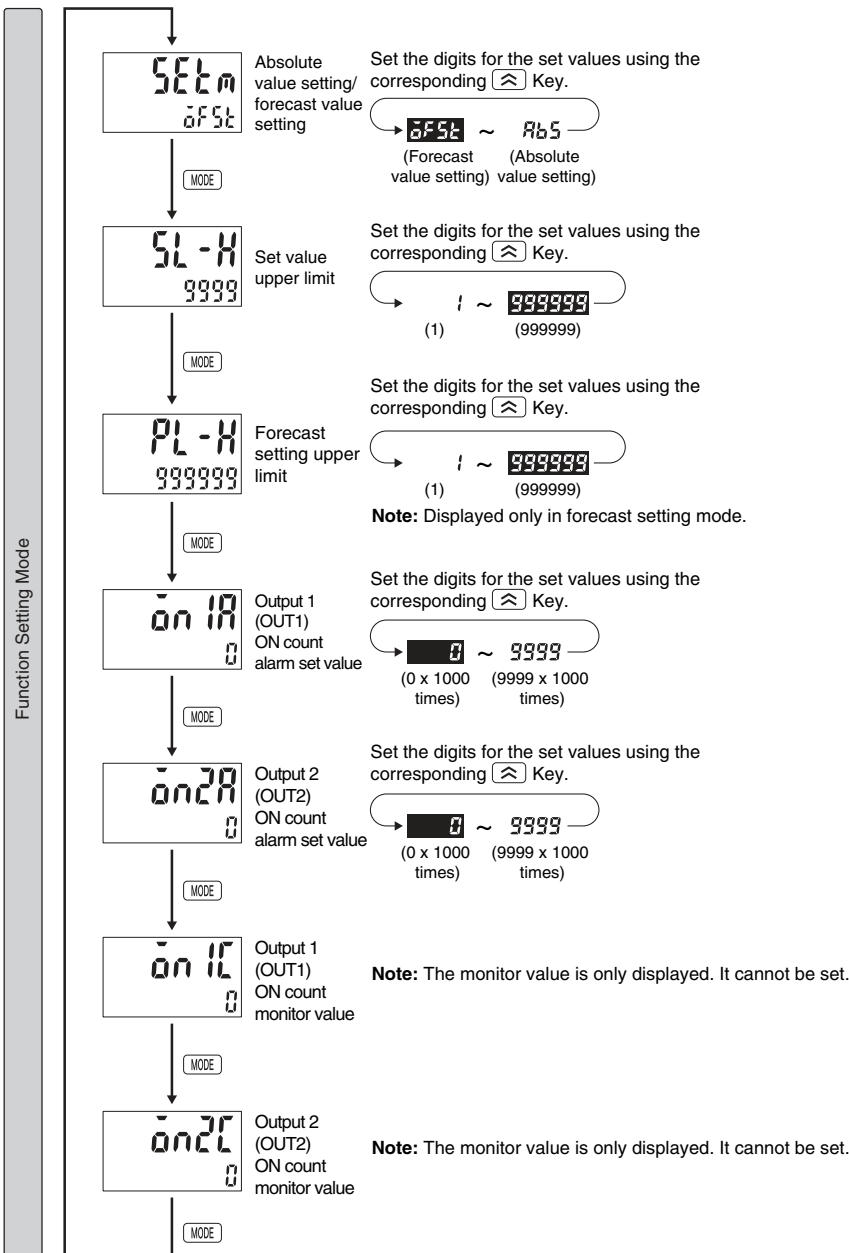 Function Setting Mode
SEtm
oFSt
Absolute
value setting/
forecast value
setting
Set the digits for the set values using the
corresponding Key.
oFSt ~ AbS
(Forecast (Absolute
value setting) value setting)
MODE
SL-H
9999
Set value
upper limit
Set the digits for the set values using the
corresponding Key.
1 ~ 999999
(1) (999999)
MODE
PL-H
999999
Forecast
setting upper
limit
Set the digits for the set values using the
corresponding Key.
1 ~ 999999
(1) (999999)
Note: Displayed only in forecast setting mode.
MODE
on1A
0
Output 1
(OUT1)
ON count
alarm set value
Set the digits for the set values using the
corresponding Key.
0 ~ 9999
(0 x 1000 (9999 x 1000
times) times)
MODE
on2A
0
Output 2
(OUT2)
ON count
alarm set value
Set the digits for the set values using the
corresponding Key.
0 ~ 9999
(0 x 1000 (9999 x 1000
times) times)
MODE
on1C
0
Output 1
(OUT1)
ON count
monitor value
Note: The monitor value is only displayed. It cannot be set.
MODE
on2C
0
Output 2
(OUT2)
ON count
monitor value
Note: The monitor value is only displayed. It cannot be set.
MODE